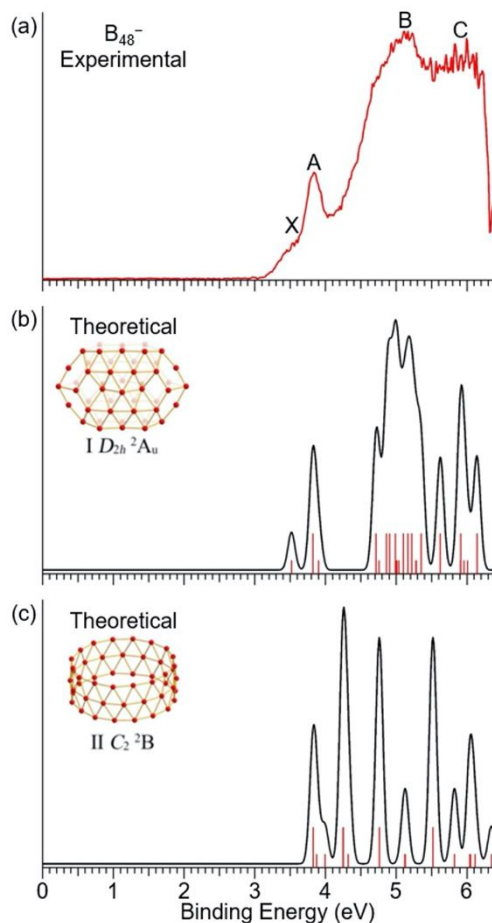 (a)
B₄₈⁻
Experimental
X
A
B
C
(b)
Theoretical
I D₂ₕ ²Aᵤ
(c)
Theoretical
II C₂ ²B
0 1 2 3 4 5 6
Binding Energy (eV)